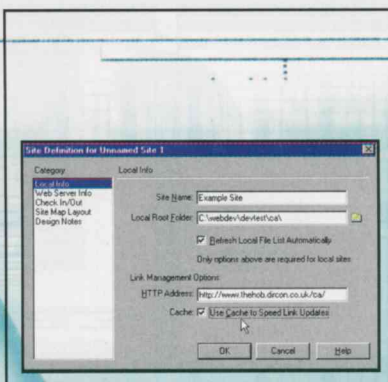 Site Definition for Unnamed Site 1
Category:
Local Info
Local Info
Web Server Info
Check In/Out
Site Map Layout
Design Notes
Site Name: Example Site
Local Root Folder: C:\webdev\devtest\ca\
Refresh Local File List Automatically
Only options above are required for local sites
Link Management Options:
HTTP Address: http://www.thehob.dircon.co.uk/ca/
Cache: Use Cache to Speed Link Updates
OK Cancel Help